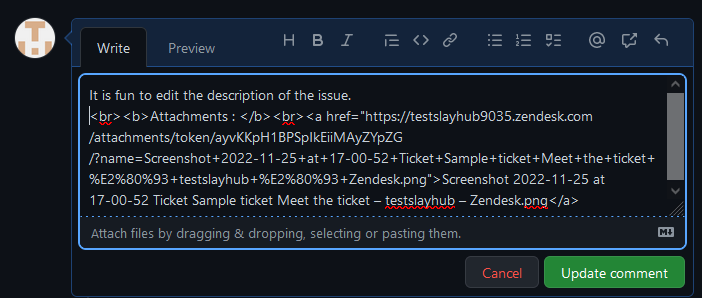 Write
Preview
H B I
It is fun to edit the description of the issue.
<br><b>Attachments : </b><br><a href="https://testslayhub9035.zendesk.com
/attachments/token/ayvKKpH1BPSpIkEiiMAyZYpZG
/?name=Screenshot+2022-11-25+at+17-00-52+Ticket+Sample+ticket+Meet+the+ticket+
%E2%80%93+testslayhub+%E2%80%93+Zendesk.png">Screenshot 2022-11-25 at
17-00-52 Ticket Sample ticket Meet the ticket – testslayhub – Zendesk.png</a>
Attach files by dragging & dropping, selecting or pasting them.
Cancel
Update comment